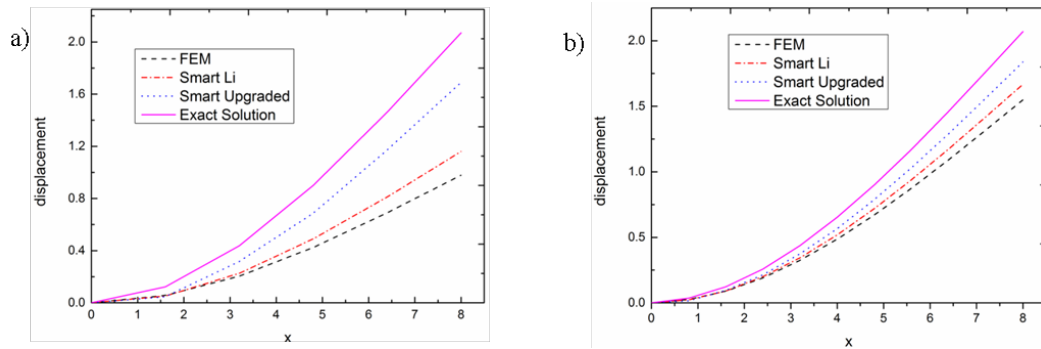 a)
2.0
1.6
1.2
0.8
0.4
0.0
displacement
FEM
Smart Li
Smart Upgraded
Exact Solution
0 1 2 3 4 5 6 7 8
x
b)
2.0
1.5
1.0
0.5
0.0
displacement
FEM
Smart Li
Smart Upgraded
Exact Solution
0 1 2 3 4 5 6 7 8
x